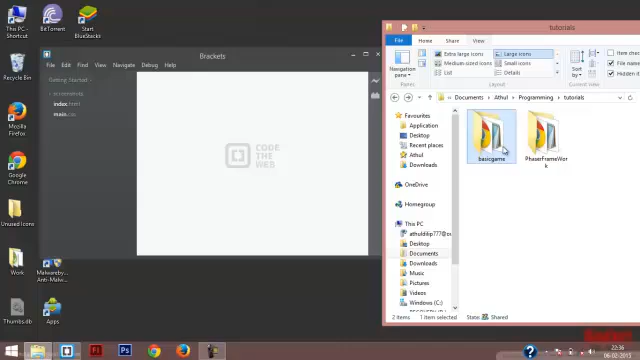 This PC - Shortcut
BitTorrent
Start BlueStacks
Recycle Bin
Mozilla Firefox
Google Chrome
Unused Icons
Work
Malwareby... Anti-Malwar...
Thumbs.db
Apps
Brackets
File Edit Find View Navigate Debug Help
Getting Started
screenshots
index.html
main.css
CODE
THE
WEB
tutorials
File Home Share View
Navigation pane
Extra large icons
Large icons
Medium-sized icons
Small icons
List
Details
Layout
Sort by
Item che
File name
Hidden it
Documents Athul Programming tutorials
Favourites
Application
Desktop
Recent places
Athul
Downloads
OneDrive
Homegroup
This PC
Desktop
Documents
Downloads
Music
Pictures
Videos
Windows (C:)
basicgame
PhaserFrameWork
2 items 1 item selected State: Shared
22:36
06-02-2015